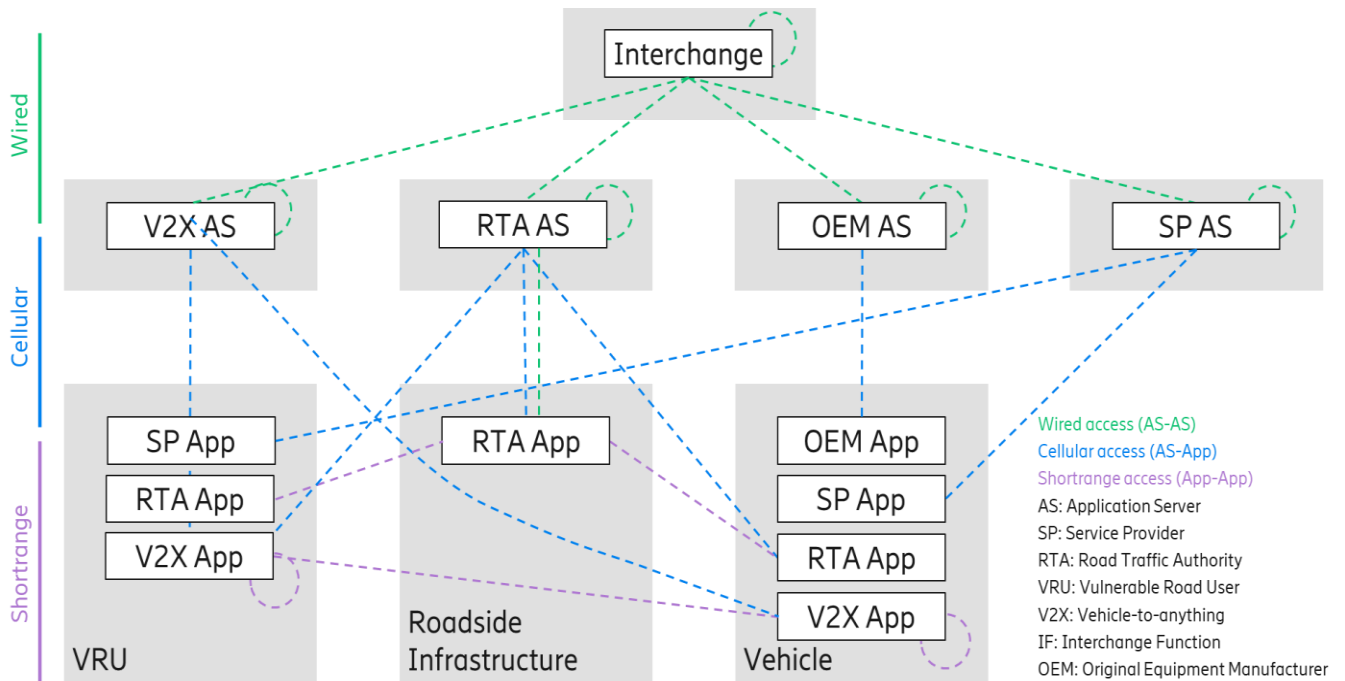 Interchange
Wired
V2X AS
RTA AS
OEM AS
SP AS
Cellular
SP App
RTA App
V2X App
VRU
RTA App
Roadside
Infrastructure
OEM App
SP App
RTA App
V2X App
Vehicle
Shortrange
Wired access (AS-AS)
Cellular access (AS-App)
Shortrange access (App-App)
AS: Application Server
SP: Service Provider
RTA: Road Traffic Authority
VRU: Vulnerable Road User
V2X: Vehicle-to-anything
IF: Interchange Function
OEM: Original Equipment Manufacturer